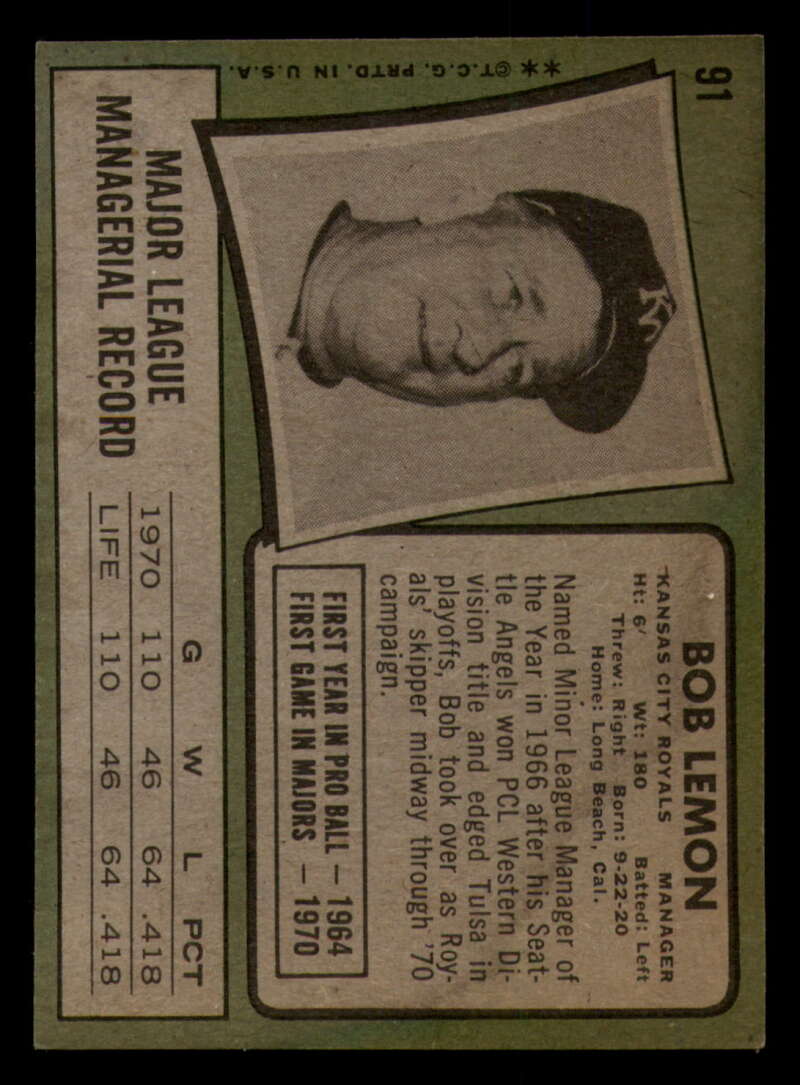 91
**©T.C.G. PRTD. IN U.S.A.
KC
BOB LEMON
KANSAS CITY ROYALS MANAGER
Ht: 6′ Wt: 180 Batted: Left
Threw: Right Born: 9-22-20
Home: Long Beach, Cal.
Named Minor League Manager of
the Year in 1966 after his Seat-
tle Angels won PCL Western Di-
vision title and edged Tulsa in
playoffs, Bob took over as Roy-
als' skipper midway through '70
campaign.
FIRST YEAR IN PRO BALL — 1964
FIRST GAME IN MAJORS — 1970
MAJOR LEAGUE
MANAGERIAL RECORD
G W L PCT
1970 110 46 64 .418
LIFE 110 46 64 .418